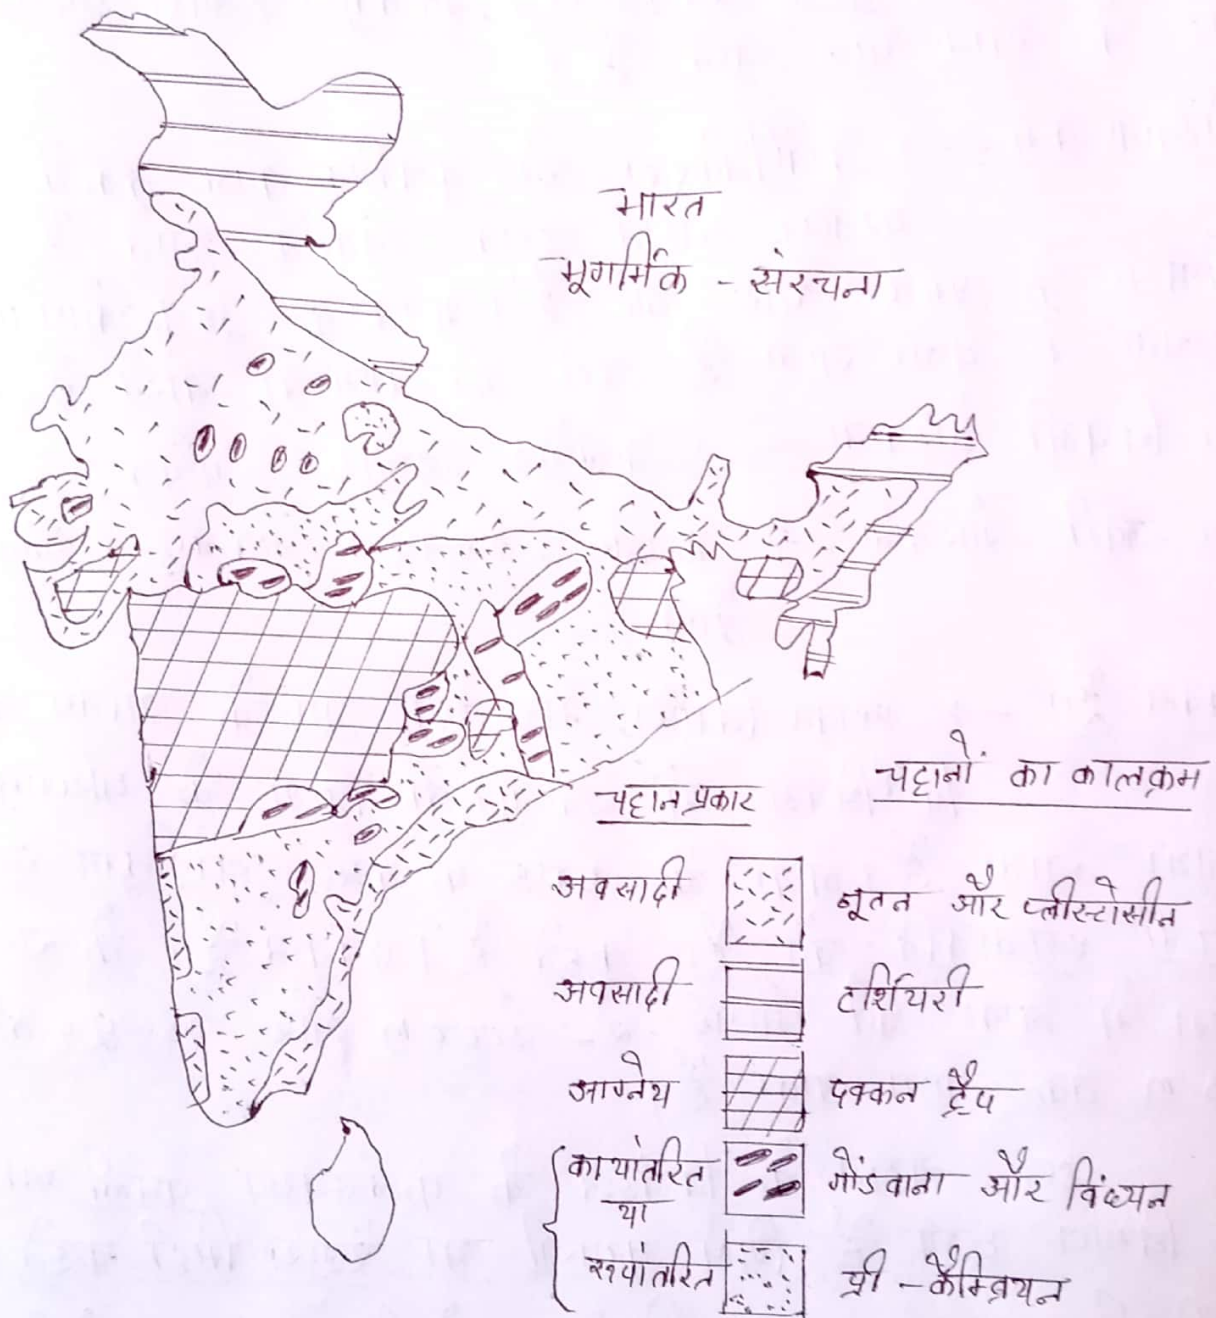 भारत
भूगर्भिक - संरचना
चट्टान प्रकार
चट्टानों का कालक्रम
अवसादी
नूतन और प्लीस्टोसीन
अवसादी
टर्शियरी
आग्नेय
दक्कन ट्रैप
कायांतरित
गोंडवाना और विंध्यन
या
रुपांतरित
प्री - कैम्ब्रियन